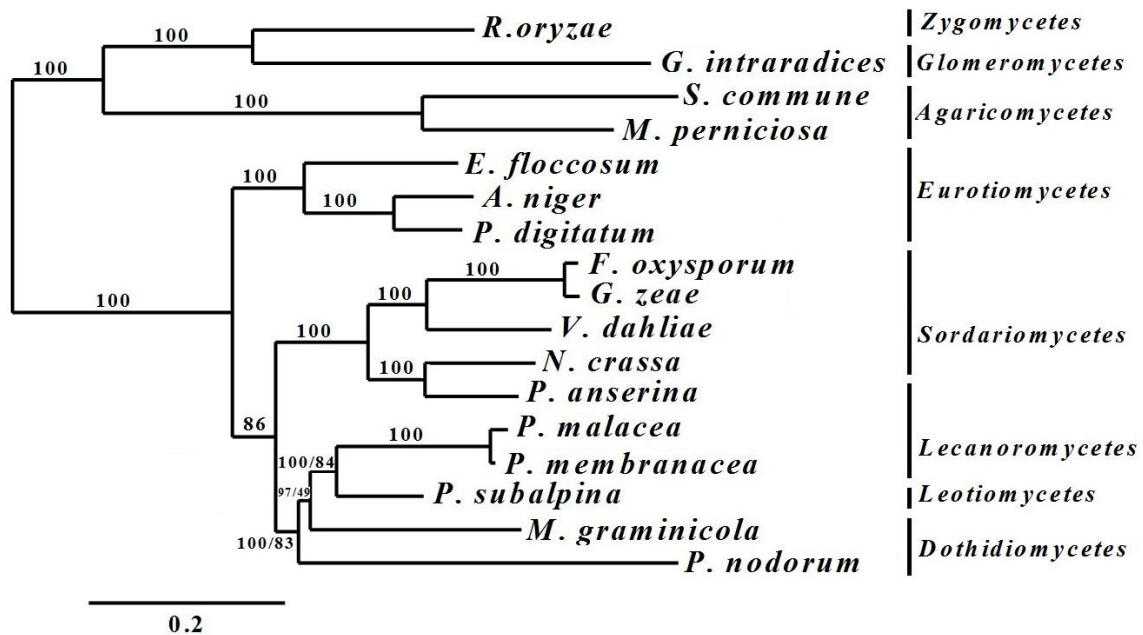 R.oryzae
Zygomycetes
100
G. intraradices
Glomeromycetes
100
S. commune
100
Agaricomycetes
M. perniciosa
E. floccosum
100
A. niger
Eurotiomycetes
100
P. digitatum
F. oxysporum
100
G. zeae
100
100
V. dahliae
100
Sordariomycetes
N. crassa
100
P. anserina
P. malacea
86
100
Lecanoromycetes
P. membranacea
100/84
97/49
P. subalpina
Leotiomycetes
M. graminicola
100/83
Dothidiomycetes
P. nodorum
0.2